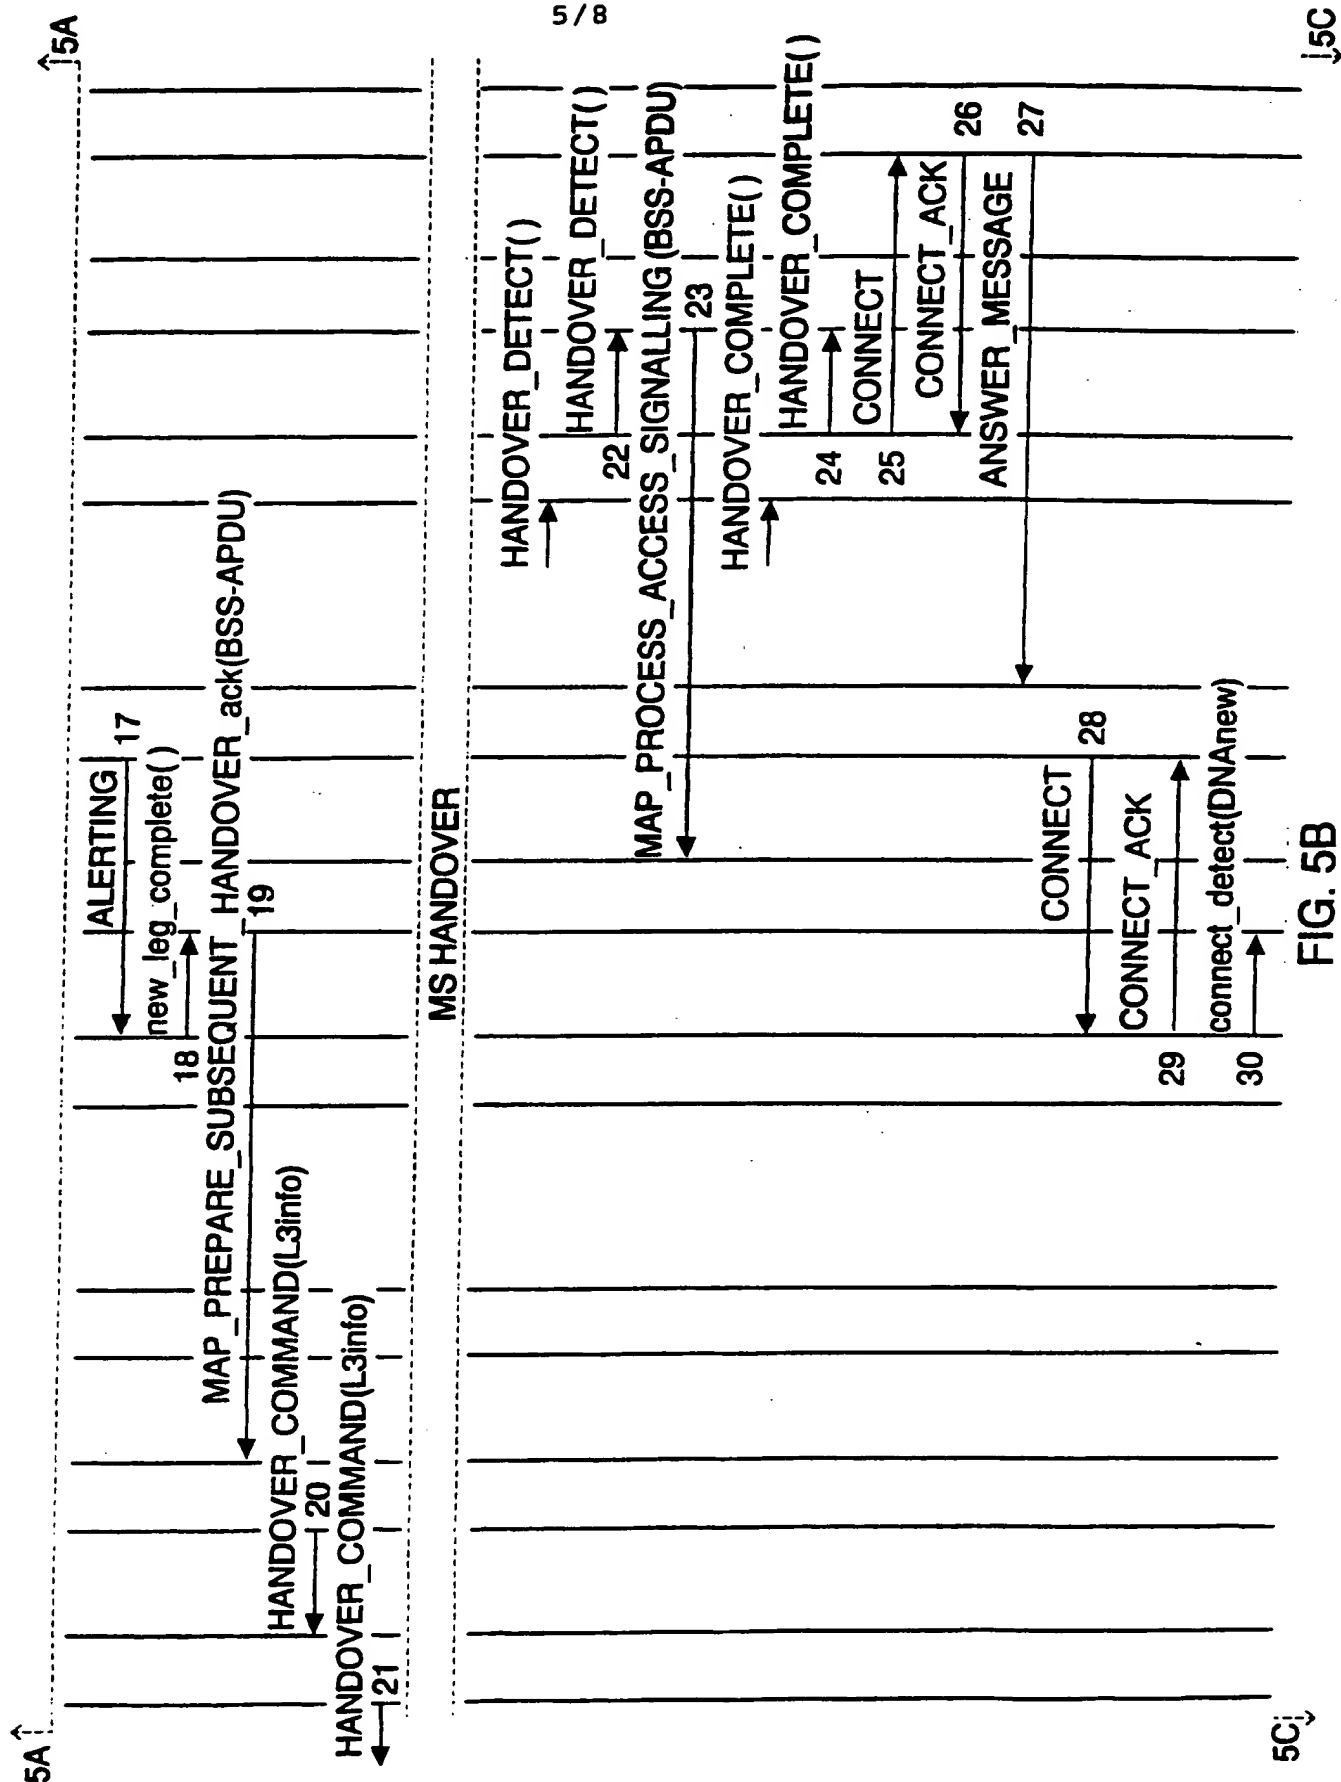 5/8
5A
5A
ALERTING
17
new_leg_complete()
18
MAP_PREPARE_SUBSEQUENT_HANDOVER_ack(BSS-APDU)
19
HANDOVER_COMMAND(L3info)
20
HANDOVER_COMMAND(L3info)
21
MS HANDOVER
HANDOVER_DETECT()
HANDOVER_DETECT()
22
MAP_PROCESS_ACCESS_SIGNALLING(BSS-APDU)
23
HANDOVER_COMPLETE()
HANDOVER_COMPLETE()
24
CONNECT
25
CONNECT_ACK
26
ANSWER_MESSAGE
27
CONNECT
28
CONNECT_ACK
29
connect_detect(DNAnew)
30
5C
5C
FIG. 5B